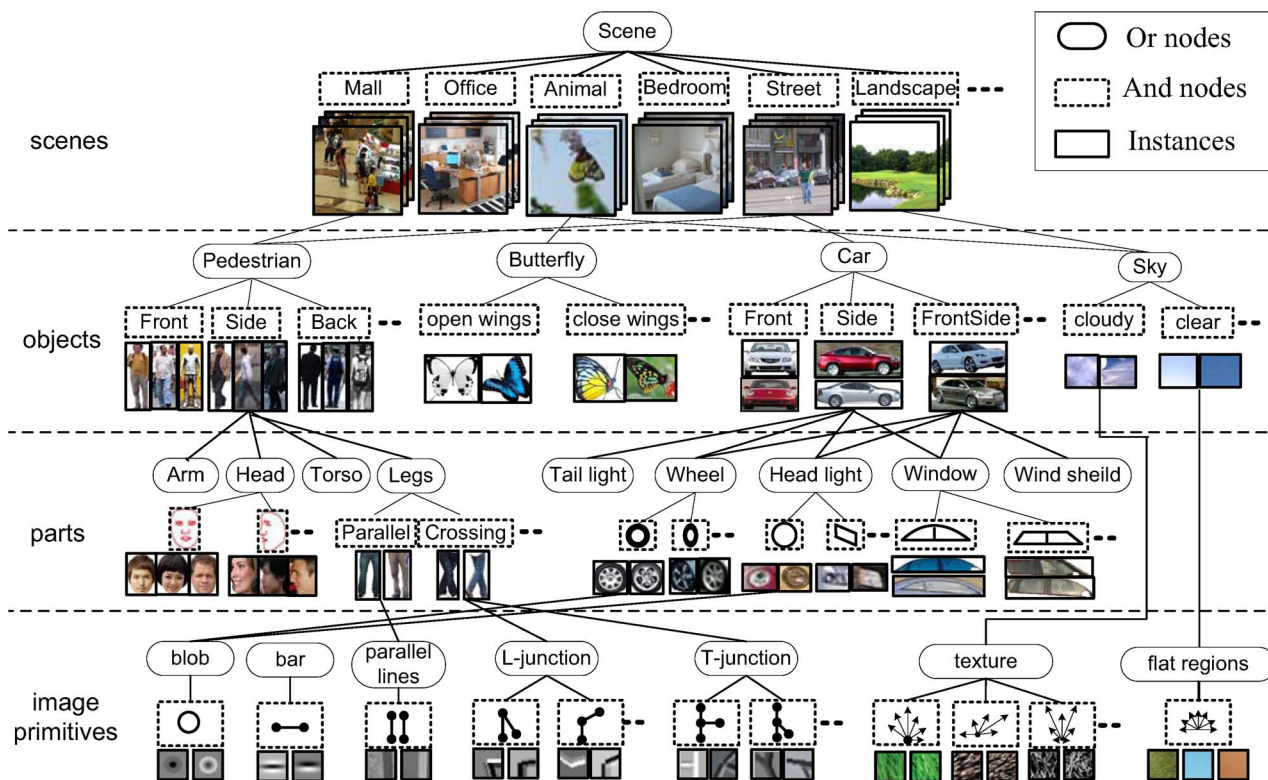 Scene
Or nodes
And nodes
Instances
Mall Office Animal Bedroom Street Landscape
scenes
Pedestrian Butterfly Car Sky
Front Side Back open wings close wings Front Side FrontSide cloudy clear
objects
Arm Head Torso Legs Tail light Wheel Head light Window Wind sheild
Parallel Crossing
parts
blob bar parallel lines L-junction T-junction texture flat regions
image
primitives